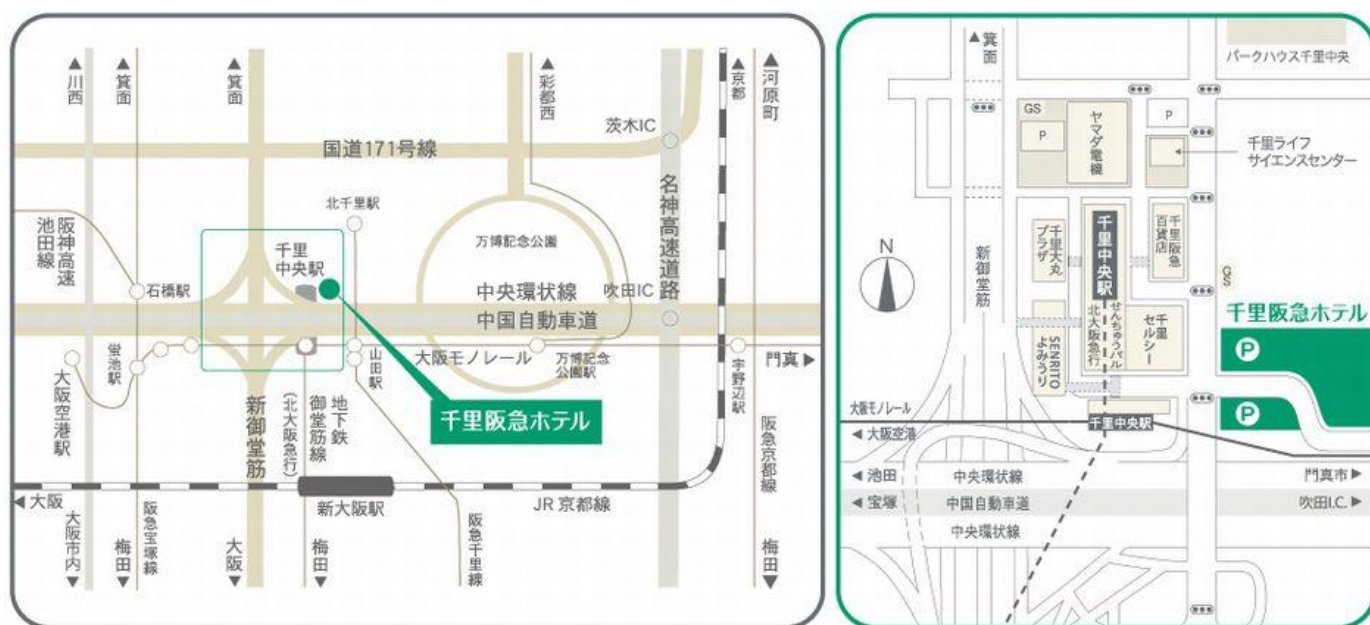 ▲川西
▲箕面
▲箕面
▲彩都西
▲京都
▲河原町
茨木IC
国道171号線
北千里駅
名神高速道路
阪神高速
池田線
万博記念公園
千里
中央駅
石橋駅
中央環状線
吹田IC
中国自動車道
蛍池駅
大阪モノレール
万博記念
公園駅
山田駅
宇野辺駅
門真▶
大阪空港駅
新御堂筋
地下鉄
御堂筋線
(北大阪急行)
千里阪急ホテル
阪急京都線
◀大阪
新大阪駅
JR京都線
大阪市内▼
梅田▼
阪急宝塚線
大阪▼
梅田▼
阪急千里線
梅田▼
▲箕面
パークハウス千里中央
GS
P
ヤマダ電機
P
千里ライフ
サイエンスセンター
N
新御堂筋
千里大丸
プラザ
千里中央駅
千里阪急
百貨店
GS
千里阪急ホテル
P
P
SENRITO
よみうり
せんちゅうパル
北大阪急行
千里
セルシー
大阪モノレール
千里中央駅
◀大阪空港
◀池田
中央環状線
門真市▶
◀宝塚
中国自動車道
吹田I.C.▶
中央環状線